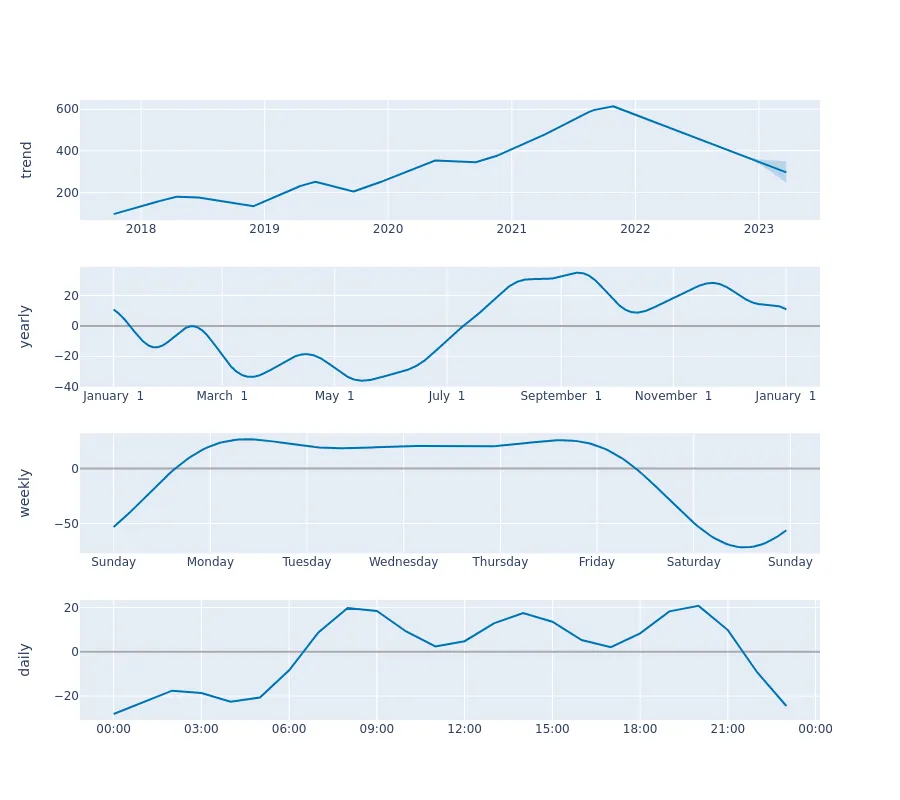 trend
600
400
200
2018 2019 2020 2021 2022 2023
yearly
20
0
−20
−40
January 1 March 1 May 1 July 1 September 1 November 1 January 1
weekly
0
−50
Sunday Monday Tuesday Wednesday Thursday Friday Saturday Sunday
daily
20
0
−20
00:00 03:00 06:00 09:00 12:00 15:00 18:00 21:00 00:00